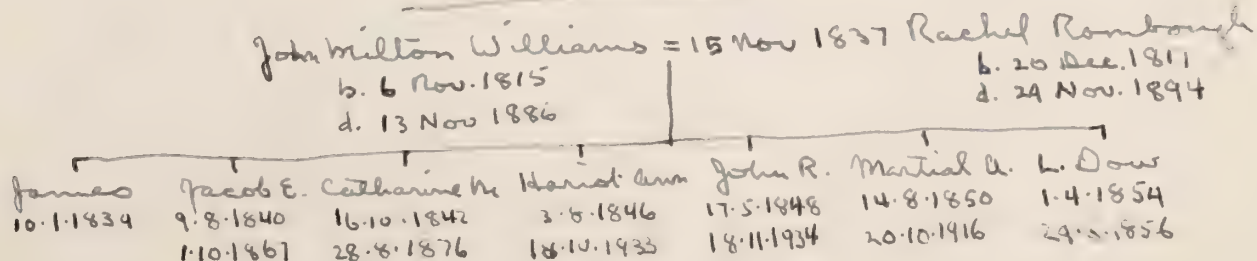 John Milton Williams = 15 Nov 1837 Rachel Rombough
b. 6 Nov. 1815 b. 20 Dec. 1811
d. 13 Nov 1886 d. 24 Nov. 1894
James Jacob E. Catharine M Hariot Ann John R. Martial A. L. Dow
10.1.1839 9.8.1840 16.10.1842 3.8.1846 17.5.1848 14.8.1850 1.4.1854
1.10.1867 28.8.1876 18.10.1933 18.11.1934 20.10.1916